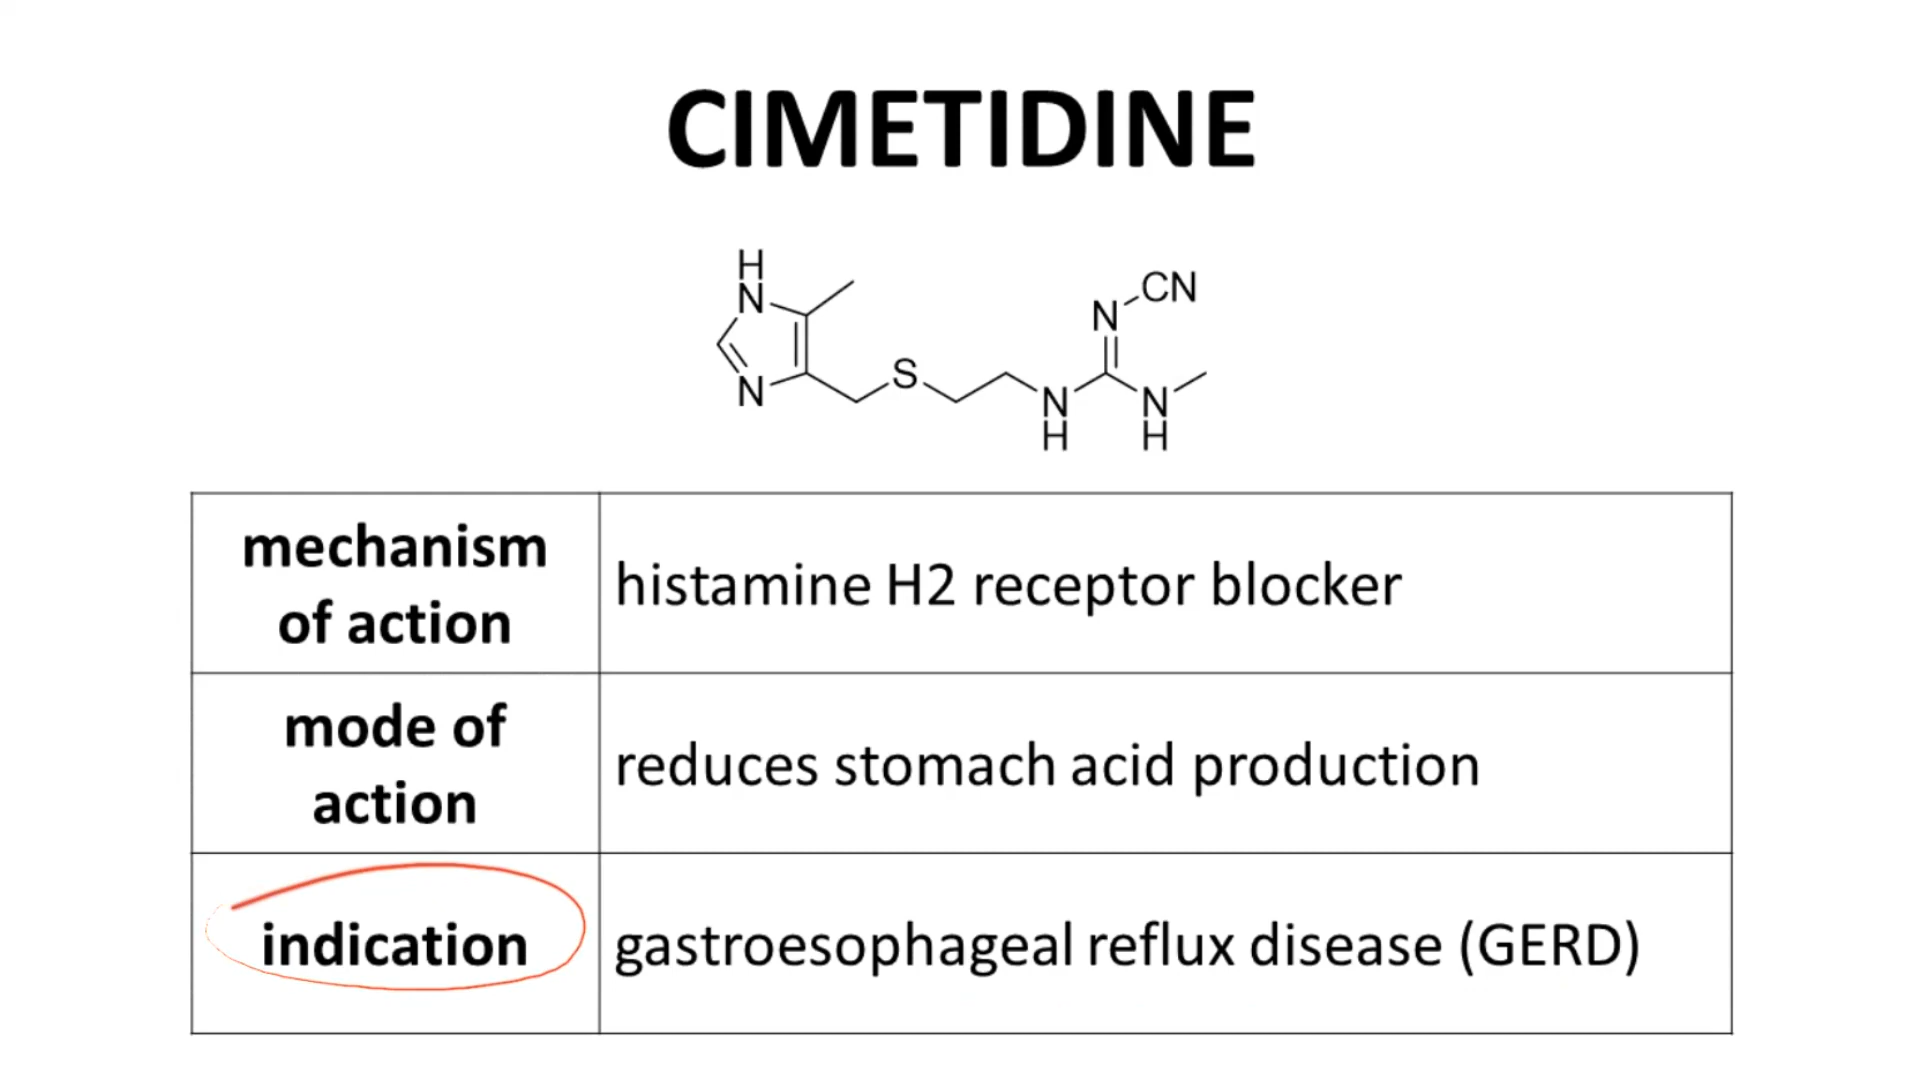 CIMETIDINE
H
N
N
S
N
H
N
CN
N
H
mechanism
of action
histamine H2 receptor blocker
mode of
action
reduces stomach acid production
indication
gastroesophageal reflux disease (GERD)